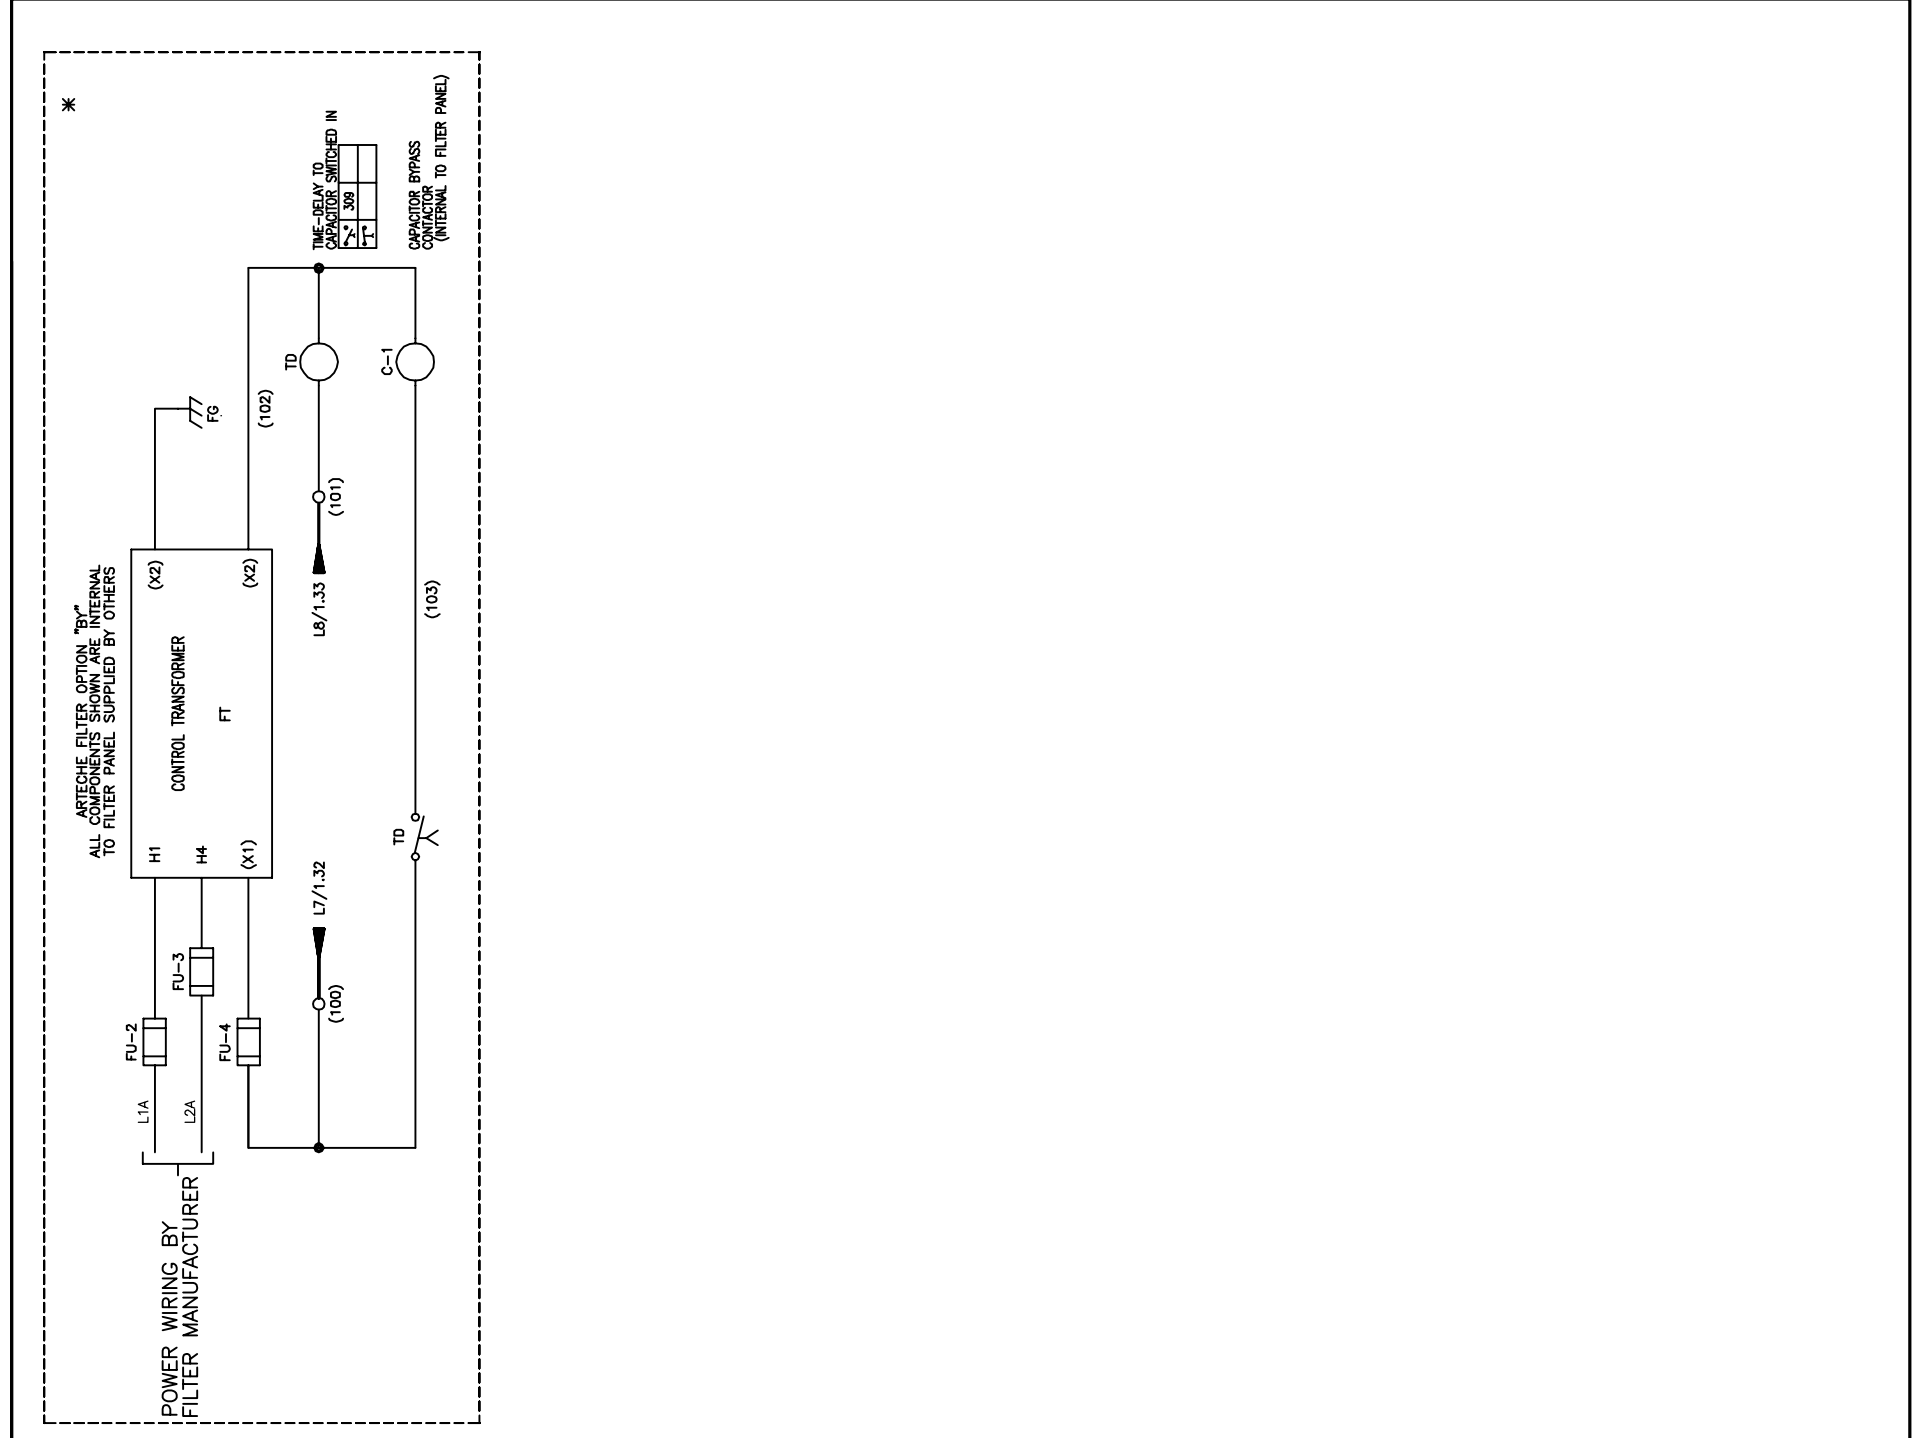 *
ARTECHE FILTER OPTION "BY"
ALL COMPONENTS SHOWN ARE INTERNAL
TO FILTER PANEL SUPPLIED BY OTHERS
POWER WIRING BY
FILTER MANUFACTURER
L1A
L2A
FU-2
FU-3
FU-4
H1
H4
(X1)
CONTROL TRANSFORMER
FT
(X2)
(X2)
FG
(102)
(100)
L7/1.32
L8/1.33
(101)
TD
TIME-DELAY TO
CAPACITOR SWITCHED IN
309
TD
(103)
C-1
CAPACITOR BYPASS
CONTACTOR
(INTERNAL TO FILTER PANEL)